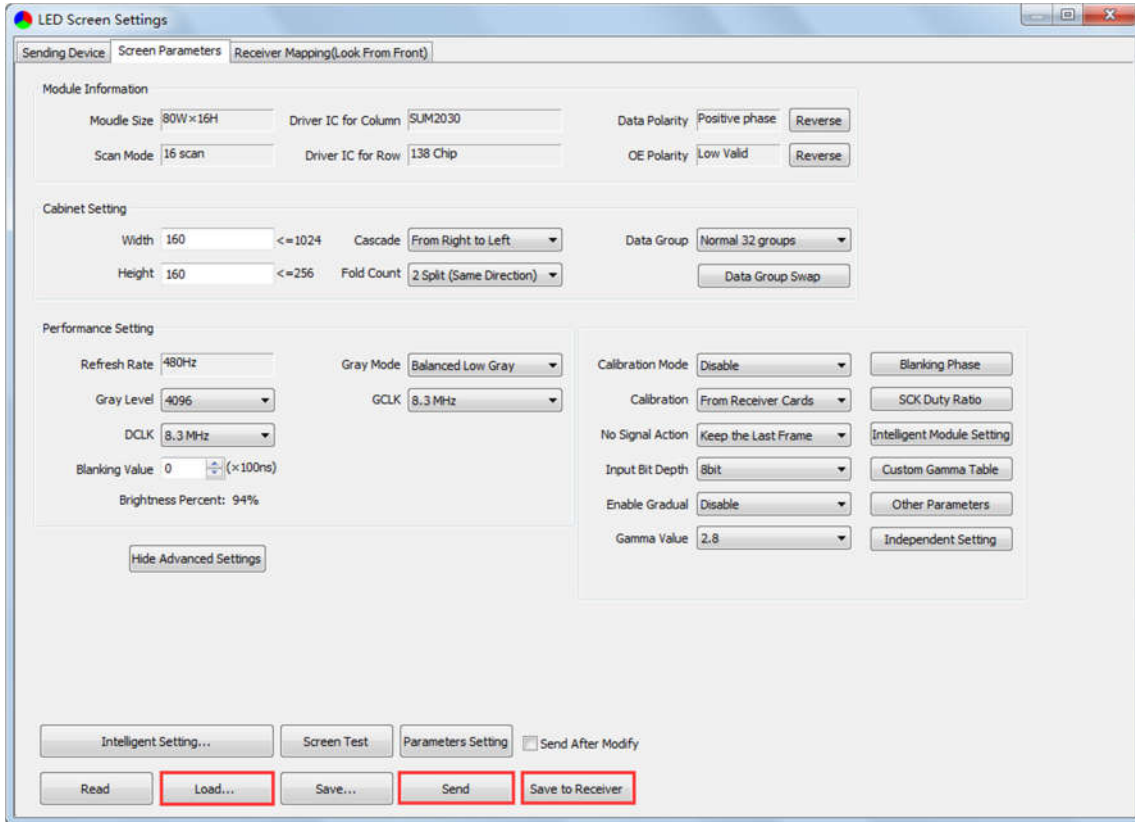 LED Screen Settings
Sending Device Screen Parameters Receiver Mapping(Look From Front)
Module Information
Moudle Size 80W×16H Driver IC for Column SUM2030 Data Polarity Positive phase Reverse
Scan Mode 16 scan Driver IC for Row 138 Chip OE Polarity Low Valid Reverse
Cabinet Setting
Width 160 <=1024 Cascade From Right to Left Data Group Normal 32 groups
Height 160 <=256 Fold Count 2 Split (Same Direction) Data Group Swap
Performance Setting
Refresh Rate 480Hz Gray Mode Balanced Low Gray Calibration Mode Disable Blanking Phase
Gray Level 4096 GCLK 8.3 MHz Calibration From Receiver Cards SCK Duty Ratio
DCLK 8.3 MHz No Signal Action Keep the Last Frame Intelligent Module Setting
Blanking Value 0 (×100ns) Input Bit Depth 8bit Custom Gamma Table
Brightness Percent: 94% Enable Gradual Disable Other Parameters
Gamma Value 2.8 Independent Setting
Hide Advanced Settings
Intelligent Setting... Screen Test Parameters Setting Send After Modify
Read Load... Save... Send Save to Receiver